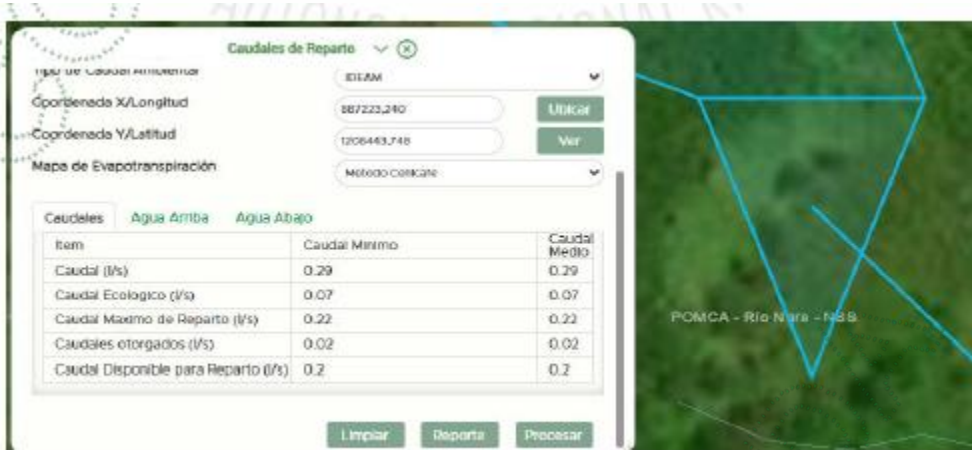 Caudales de Reparto
Tipo de Caudal Ambiental
IDEAM
Coordenada X/Longitud
887223,240
Ubicar
Coordenada Y/Latitud
1206443,748
Ver
Mapa de Evapotranspiración
Metodo Cenicafe
Caudales Agua Arriba Agua Abajo
Item Caudal Minimo Caudal Medio
Caudal (l/s) 0.29 0.29
Caudal Ecologico (l/s) 0.07 0.07
Caudal Maximo de Reparto (l/s) 0.22 0.22
Caudales otorgados (l/s) 0.02 0.02
Caudal Disponible para Reparto (l/s) 0.2 0.2
Limpiar Reporte Procesar
POMCA - Río Nare - NSS